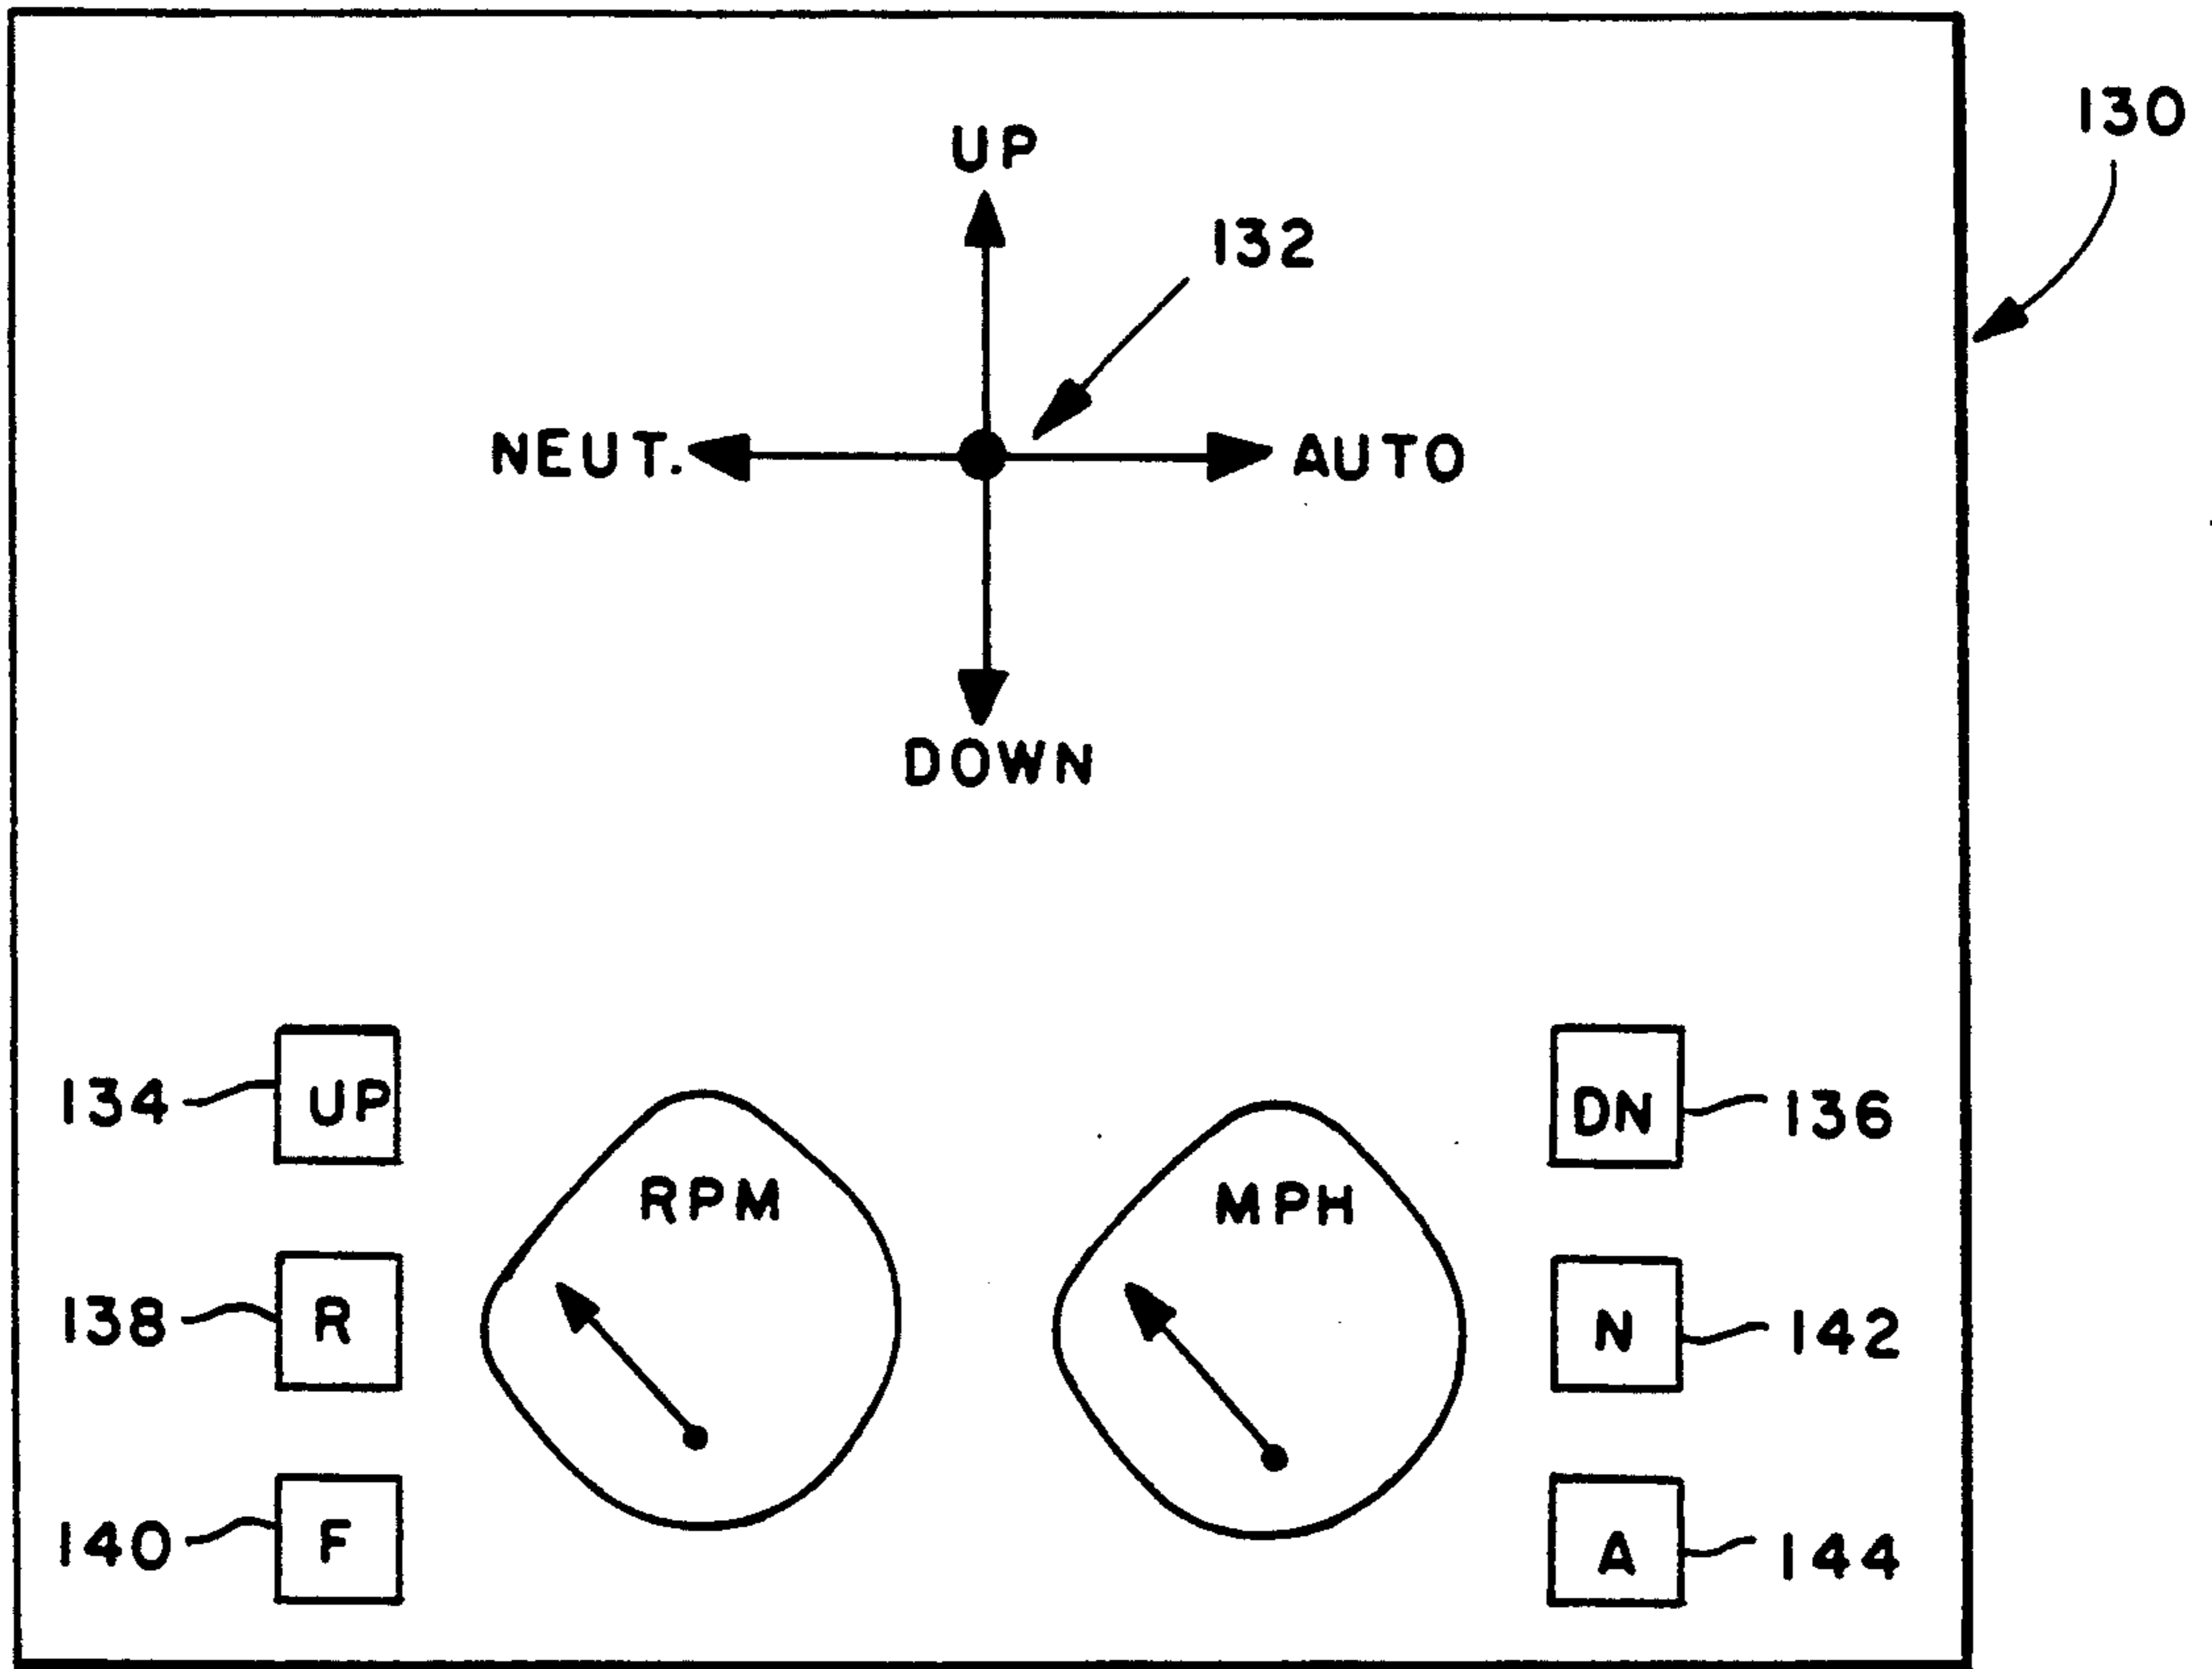 130
UP
132
NEUT. AUTO
DOWN
134 UP DN 136
RPM MPH
138 R N 142
140 F A 144